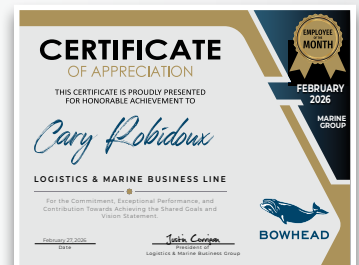 CERTIFICATE
OF APPRECIATION
THIS CERTIFICATE IS PROUDLY PRESENTED
FOR HONORABLE ACHIEVEMENT TO
Cary Robidoux
LOGISTICS & MARINE BUSINESS LINE
For the Commitment, Exceptional Performance, and
Contribution Towards Achieving the Shared Goals and
Vision Statement.
February 27, 2026
Date
Justin Corrigan
President of
Logistics & Marine Business Group
EMPLOYEE
OF THE
MONTH
FEBRUARY
2026
MARINE
GROUP
BOWHEAD